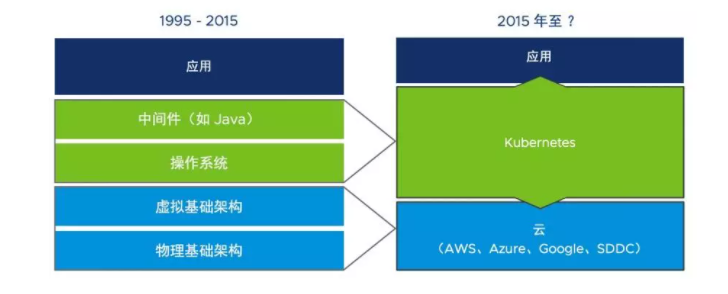 1995 - 2015
应用
中间件（如 Java）
操作系统
虚拟基础架构
物理基础架构
2015 年至？
应用
Kubernetes
云
（AWS、Azure、Google、SDDC）